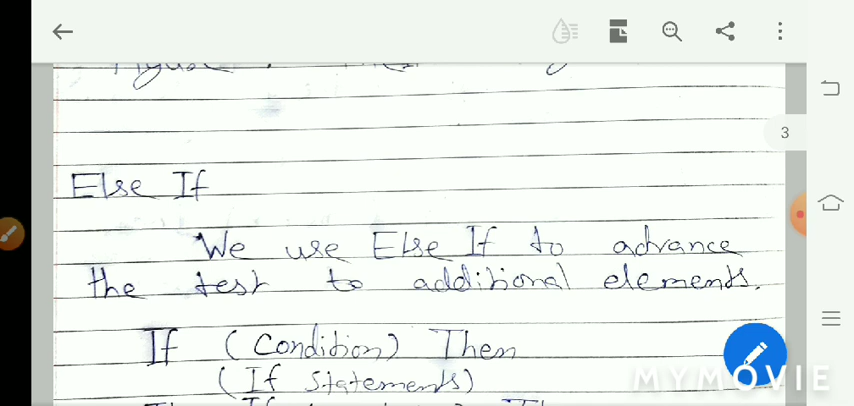 3
Else If
We use Else If to advance
the test to additional elements.
If (Condition) Then
(If Statements)
MYMOVIE